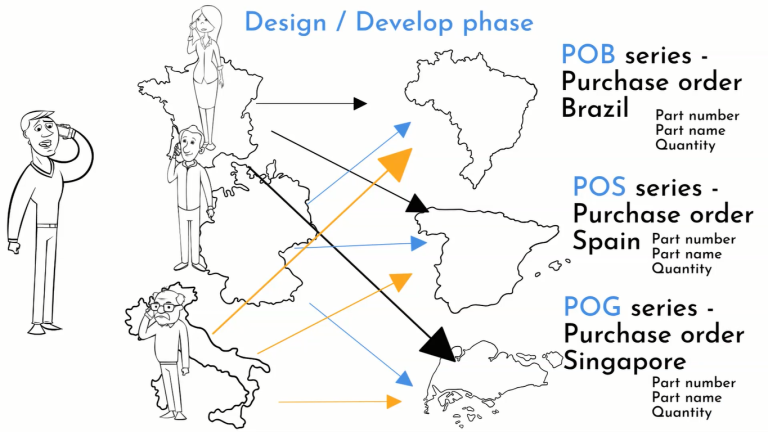 Design / Develop phase
POB series -
Purchase order
Brazil
Part number
Part name
Quantity
POS series -
Purchase order
Spain
Part number
Part name
Quantity
POG series -
Purchase order
Singapore
Part number
Part name
Quantity